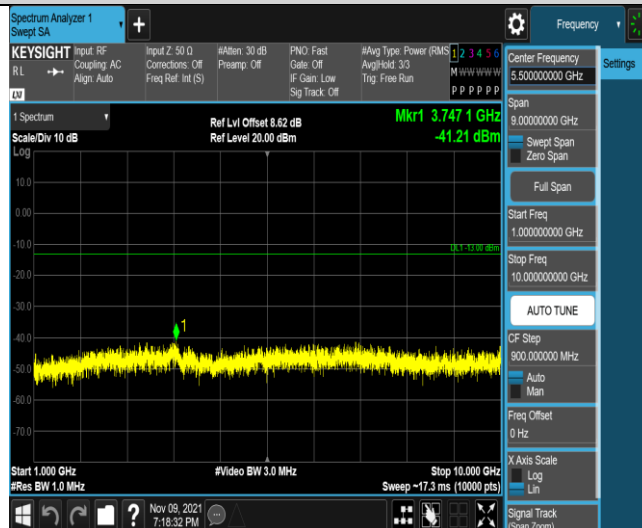 Spectrum Analyzer 1
Swept SA
+
Frequency
KEYSIGHT
RL
LXI
Input: RF
Coupling: AC
Align: Auto
Input Z: 50 Ω
Corrections: Off
Freq Ref: Int (S)
#Atten: 30 dB
Preamp: Off
PNO: Fast
Gate: Off
IF Gain: Low
Sig Track: Off
#Avg Type: Power (RMS
Avg|Hold: 3/3
Trig: Free Run
1 2 3 4 5 6
M W W W W W
P P P P P P
1 Spectrum
Scale/Div 10 dB
Ref Lvl Offset 8.62 dB
Ref Level 20.00 dBm
Mkr1 3.747 1 GHz
-41.21 dBm
Log
10.0
0.00
-10.0
-20.0
-30.0
-40.0
-50.0
-60.0
-70.0
DL1 -13.00 dBm
1
Start 1.000 GHz
#Res BW 1.0 MHz
#Video BW 3.0 MHz
Stop 10.000 GHz
Sweep ~17.3 ms (10000 pts)
?
Nov 09, 2021
7:18:32 PM
Center Frequency
5.500000000 GHz
Settings
Span
9.00000000 GHz
Swept Span
Zero Span
Full Span
Start Freq
1.000000000 GHz
Stop Freq
10.000000000 GHz
AUTO TUNE
CF Step
900.000000 MHz
Auto
Man
Freq Offset
0 Hz
X Axis Scale
Log
Lin
Signal Track
(Span Zoom)